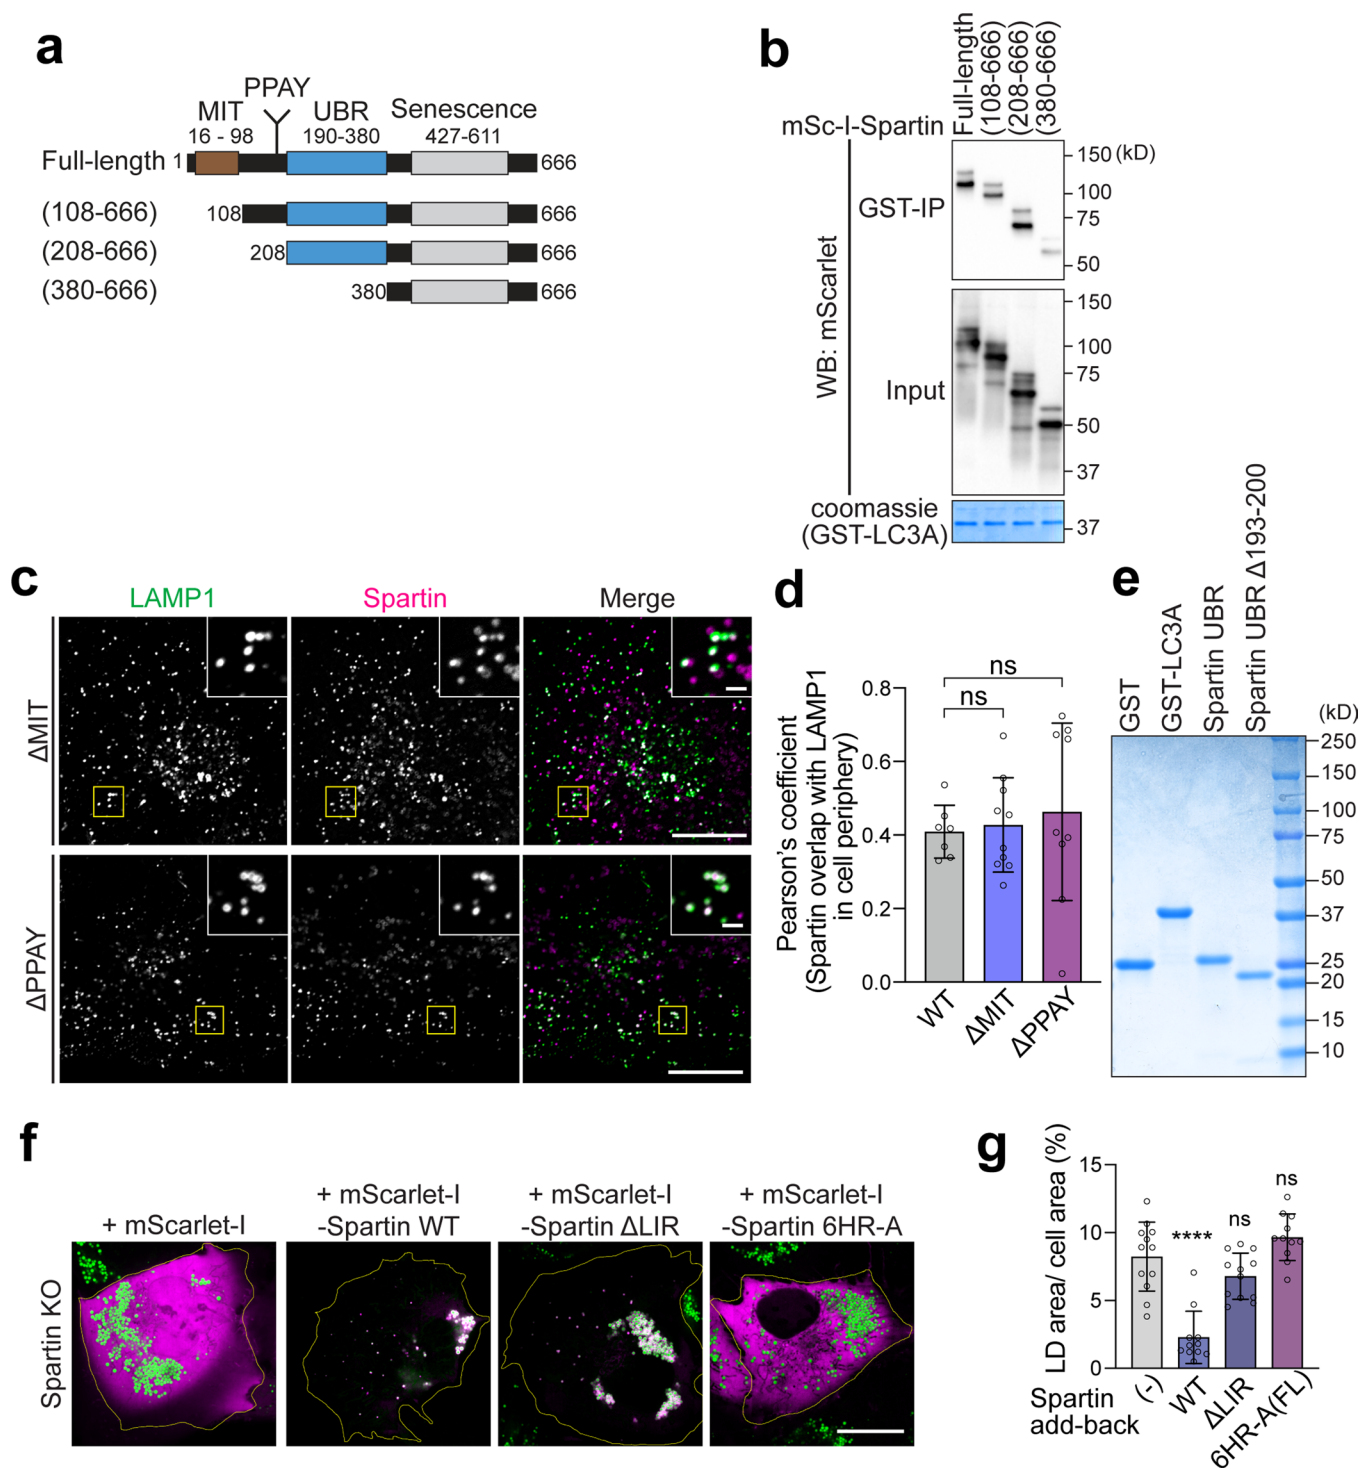 a
PPAY
MIT UBR Senescence
16 - 98 190-380 427-611
Full-length 1 666
(108-666) 108 666
(208-666) 208 666
(380-666) 380 666
b
mSc-I-Spartin
Full-length
(108-666)
(208-666)
(380-666)
WB: mScarlet
GST-IP
150 (kD)
100
75
50
Input
150
100
75
50
37
coomassie
(GST-LC3A)
37
c
LAMP1 Spartin Merge
ΔMIT
ΔPPAY
d
Pearson's coefficient
(Spartin overlap with LAMP1
in cell periphery)
0.8
0.6
0.4
0.2
0.0
ns
ns
WT
ΔMIT
ΔPPAY
e
GST
GST-LC3A
Spartin UBR
Spartin UBR Δ193-200
(kD)
250
150
100
75
50
37
25
20
15
10
f
Spartin KO
+ mScarlet-I
+ mScarlet-I
-Spartin WT
+ mScarlet-I
-Spartin ΔLIR
+ mScarlet-I
-Spartin 6HR-A
g
LD area/ cell area (%)
15
10
5
0
****
ns
ns
Spartin
add-back
(-)
WT
ΔLIR
6HR-A(FL)